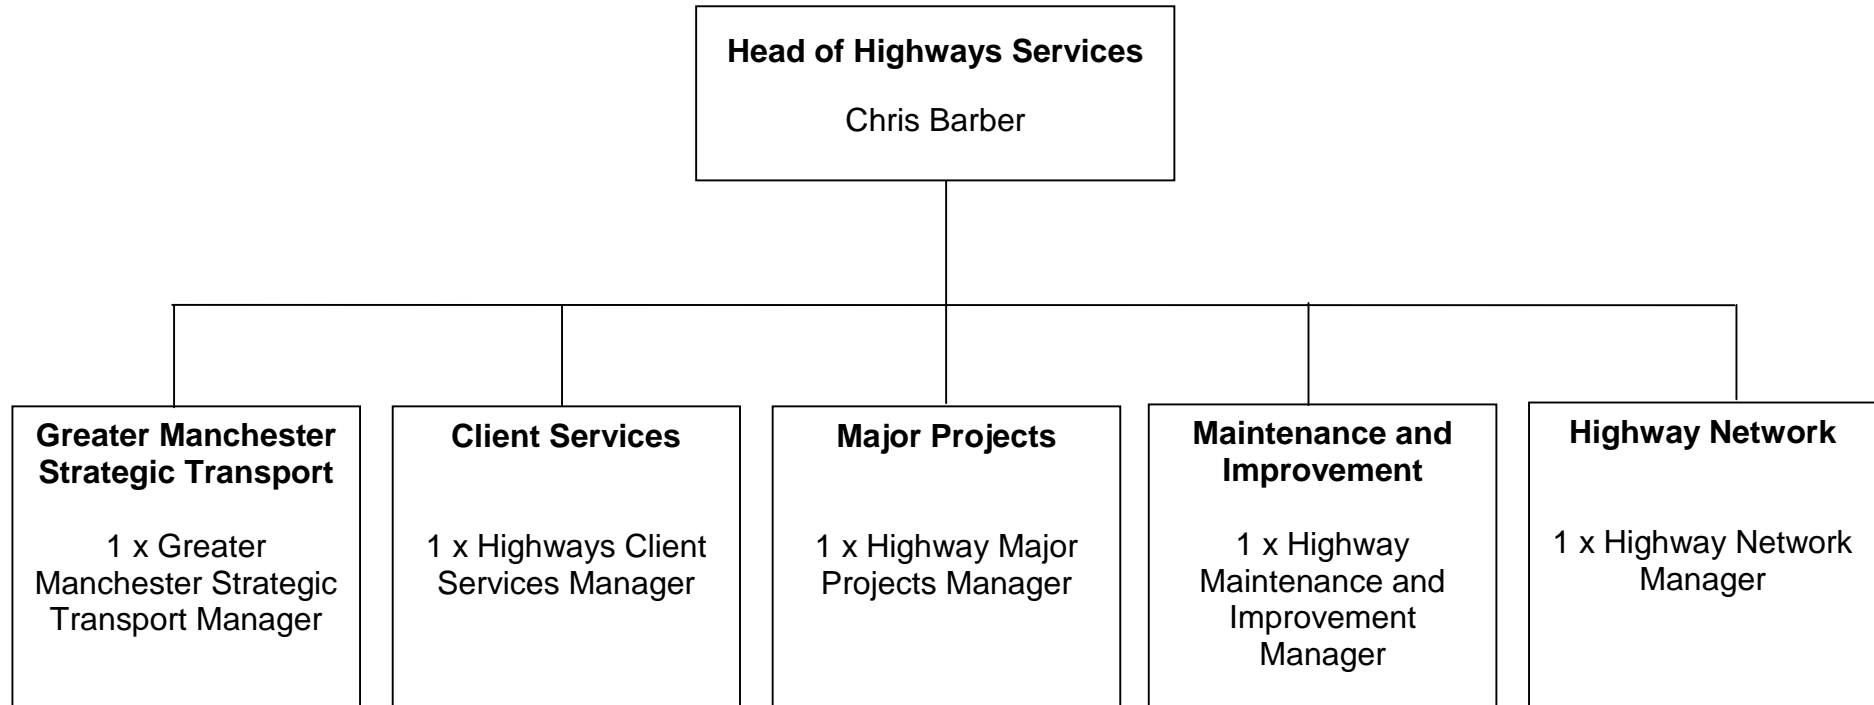 Head of Highways Services
Chris Barber
Greater Manchester
Strategic Transport
1 x Greater
Manchester Strategic
Transport Manager
Client Services
1 x Highways Client
Services Manager
Major Projects
1 x Highway Major
Projects Manager
Maintenance and
Improvement
1 x Highway
Maintenance and
Improvement
Manager
Highway Network
1 x Highway Network
Manager